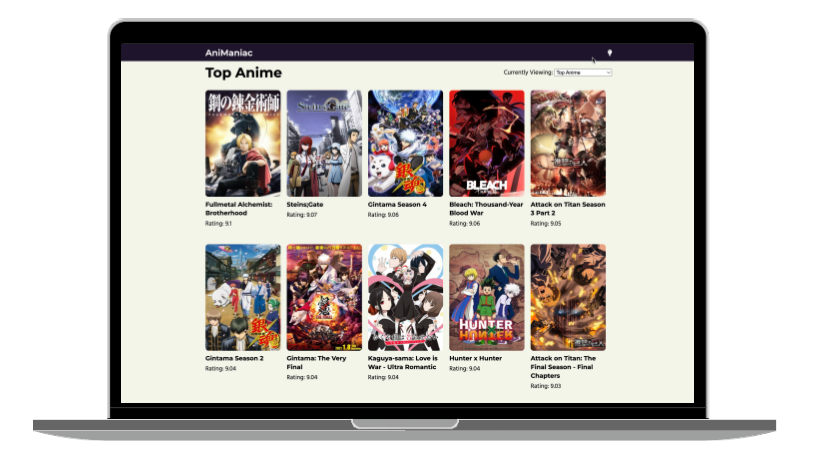 AniManiac
Top Anime
Currently Viewing: Top Anime
鋼の錬金術師
Steins;Gate
BLEACH
Fullmetal Alchemist:
Brotherhood
Rating: 9.1
Steins;Gate
Rating: 9.07
Gintama Season 4
Rating: 9.06
Bleach: Thousand-Year
Blood War
Rating: 9.06
Attack on Titan Season
3 Part 2
Rating: 9.05
HUNTER
HUNTER
Gintama Season 2
Rating: 9.04
Gintama: The Very
Final
Rating: 9.04
Kaguya-sama: Love is
War - Ultra Romantic
Rating: 9.04
Hunter x Hunter
Rating: 9.04
Attack on Titan: The
Final Season - Final
Chapters
Rating: 9.03